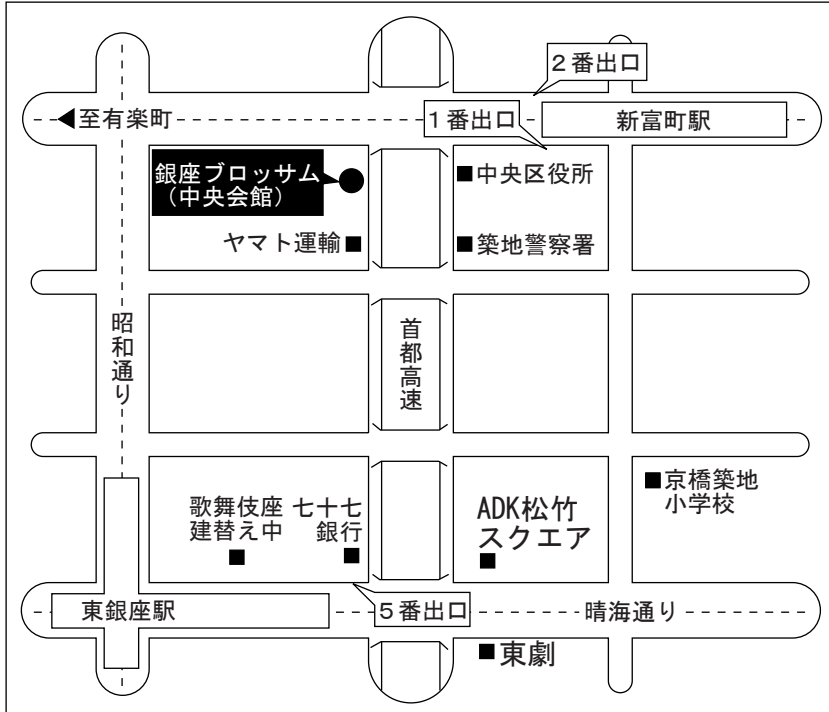 ２番出口
◀至有楽町
１番出口
新富町駅
銀座ブロッサム
（中央会館）
■中央区役所
ヤマト運輸■
■築地警察署
昭和通り
首都高速
歌舞伎座
建替え中
七十七
銀行
ADK松竹
スクエア
■京橋築地
小学校
東銀座駅
５番出口
晴海通り
■東劇